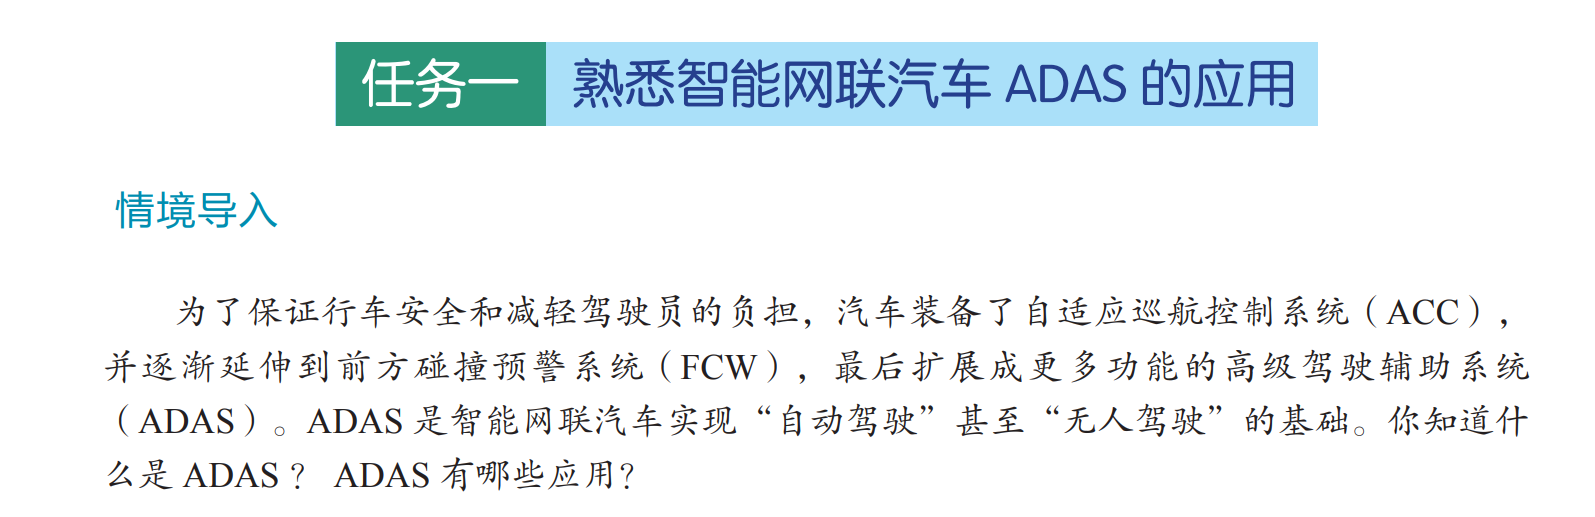 任务一 熟悉智能网联汽车 ADAS 的应用
情境导入
为了保证行车安全和减轻驾驶员的负担，汽车装备了自适应巡航控制系统（ACC），
并逐渐延伸到前方碰撞预警系统（FCW），最后扩展成更多功能的高级驾驶辅助系统
（ADAS）。ADAS 是智能网联汽车实现“自动驾驶”甚至“无人驾驶”的基础。你知道什
么是 ADAS？ ADAS 有哪些应用？